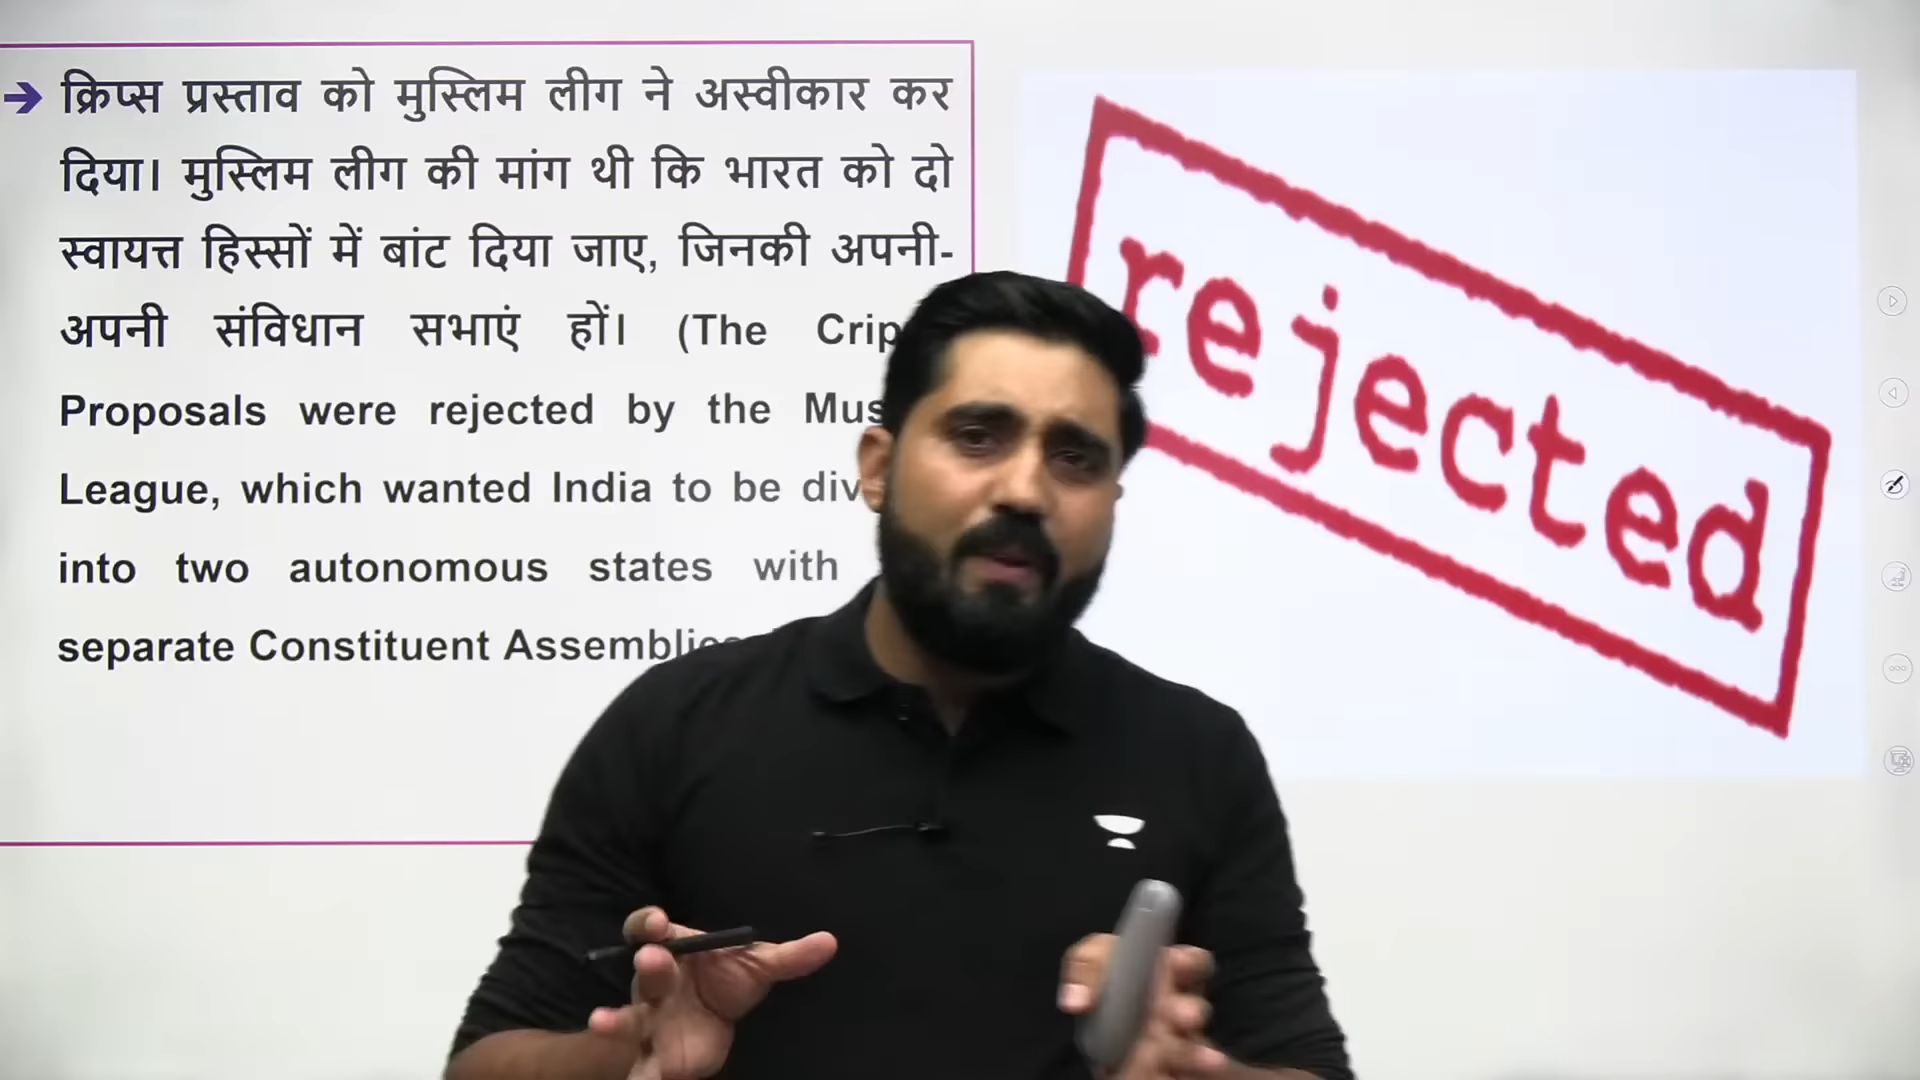 क्रिप्स प्रस्ताव को मुस्लिम लीग ने अस्वीकार कर
दिया। मुस्लिम लीग की मांग थी कि भारत को दो
स्वायत्त हिस्सों में बांट दिया जाए, जिनकी अपनी-
अपनी संविधान सभाएं हों। (The
Proposals were rejected by the
League, which wanted India to be
into two autonomous states with
separate Constituent
rejected